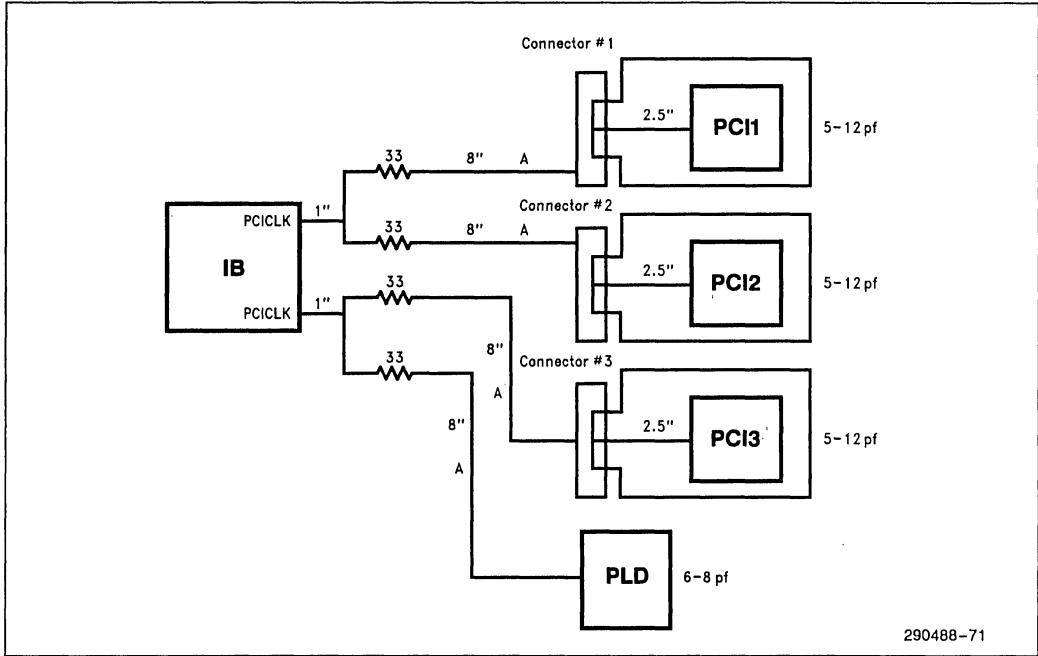 Connector #1
2.5"
PCI1
5-12 pf
33
8"
A
PCICLK
1"
Connector #2
33
8"
A
IB
2.5"
PCI2
5-12 pf
33
PCICLK
1"
8"
Connector #3
33
A
8"
2.5"
PCI3
5-12 pf
A
PLD
6-8 pf
290488-71